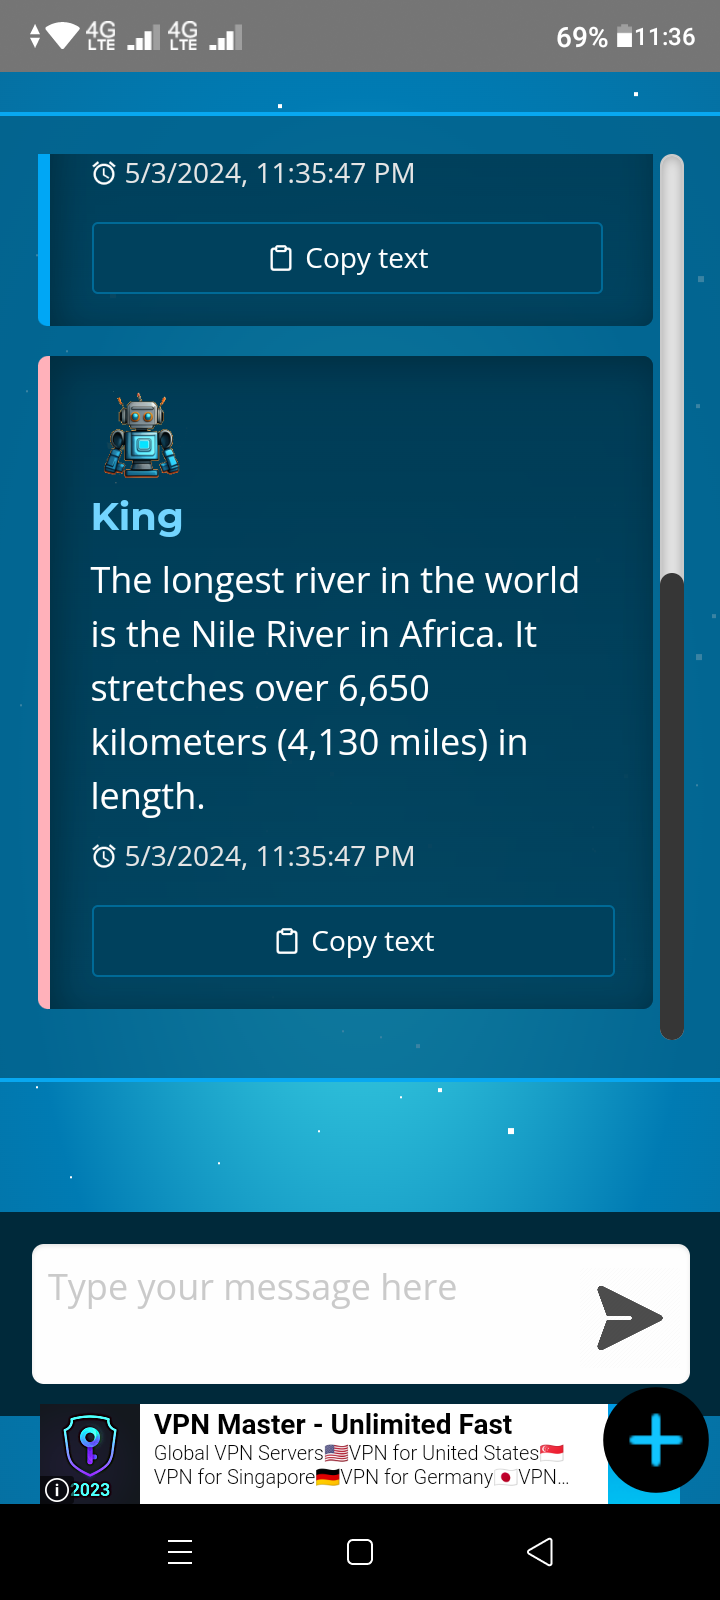 4G LTE 4G LTE 69% 11:36
5/3/2024, 11:35:47 PM
Copy text
King
The longest river in the world
is the Nile River in Africa. It
stretches over 6,650
kilometers (4,130 miles) in
length.
5/3/2024, 11:35:47 PM
Copy text
Type your message here
VPN Master - Unlimited Fast
Global VPN Servers🇺🇸VPN for United States🇸🇬
VPN for Singapore🇩🇪VPN for Germany🇯🇵VPN...
2023